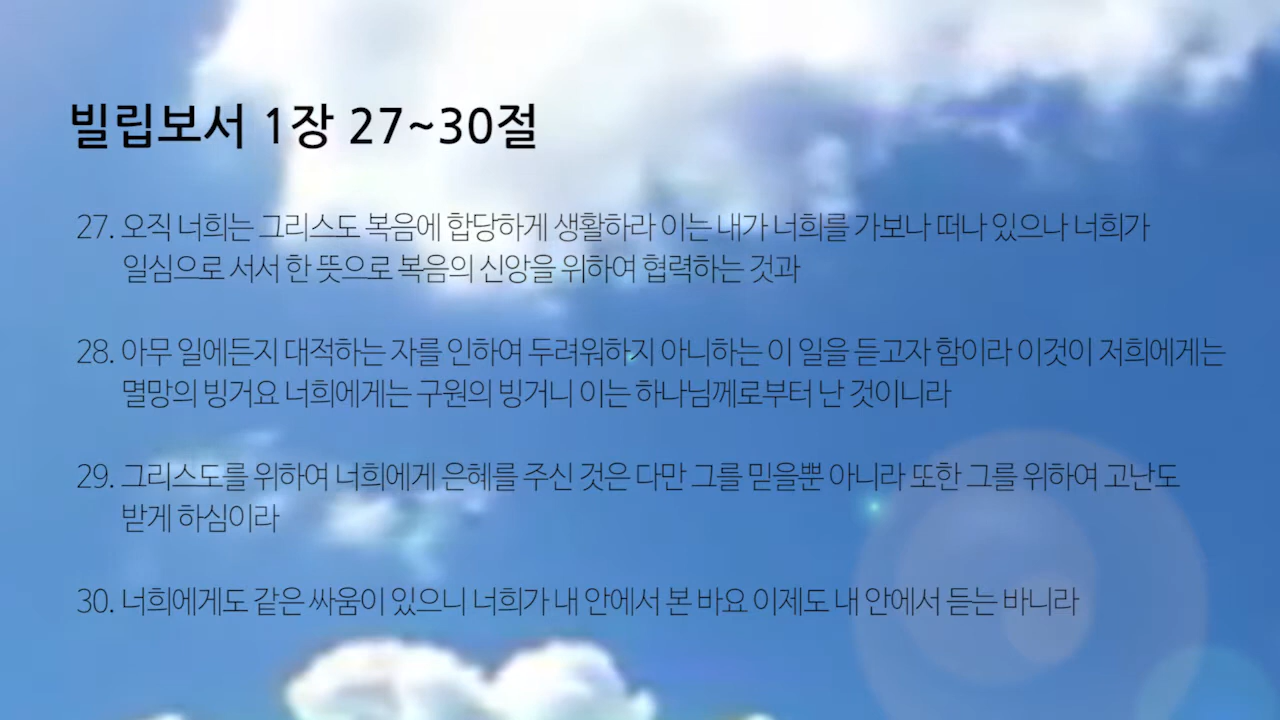 빌립보서 1장 27~30절
27. 오직 너희는 그리스도 복음에 합당하게 생활하라 이는 내가 너희를 가보나 떠나 있으나 너희가
일심으로 서서 한 뜻으로 복음의 신앙을 위하여 협력하는 것과
28. 아무 일에든지 대적하는 자를 인하여 두려워하지 아니하는 이 일을 듣고자 함이라 이것이 저희에게는
멸망의 빙거요 너희에게는 구원의 빙거니 이는 하나님께로부터 난 것이니라
29. 그리스도를 위하여 너희에게 은혜를 주신 것은 다만 그를 믿을뿐 아니라 또한 그를 위하여 고난도
받게 하심이라
30. 너희에게도 같은 싸움이 있으니 너희가 내 안에서 본 바요 이제도 내 안에서 듣는 바니라